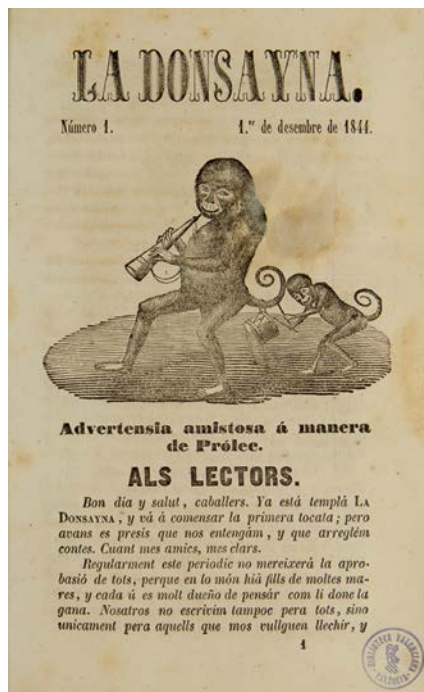 LA DONSAYNA.
Número 1. 1.er de desembre de 1844.
Advertensia amistosa á manera
de Prólec.
ALS LECTORS.
Bon dia y salut, caballers. Ya está templá LA
DONSAYNA, y vá á comensar la primera tocata; pero
avans es presis que nos entengám, y que arreglém
contes. Cuant mes amics, mes clars.
Regularment este periodic no mereixerá la apro-
basió de tots, perque en lo món hiá fills de moltes ma-
res, y cada ú es molt dueño de pensár com li done la
gana. Nosatros no escrivim tampoc pera tots, sino
unicament pera aquells que mos vullguen llechir, y
1
BIBLIOTECA VALENCIANA
VALENCIA